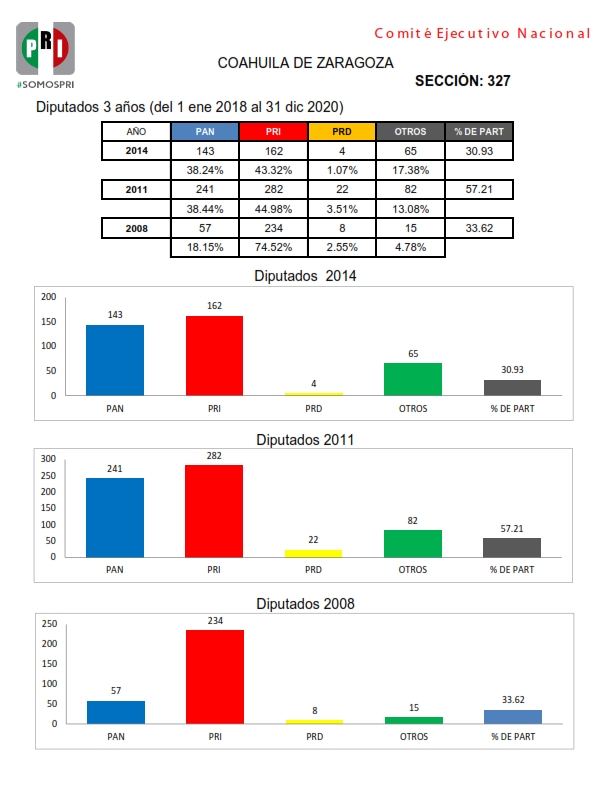 Comité Ejecutivo Nacional
PRI
#SOMOSPRI
COAHUILA DE ZARAGOZA
SECCIÓN: 327
Diputados 3 años (del 1 ene 2018 al 31 dic 2020)
AÑO PAN PRI PRD OTROS % DE PART
2014 143 162 4 65 30.93
38.24% 43.32% 1.07% 17.38%
2011 241 282 22 82 57.21
38.44% 44.98% 3.51% 13.08%
2008 57 234 8 15 33.62
18.15% 74.52% 2.55% 4.78%
Diputados 2014
200
150
100
50
0
143 162 4 65 30.93
PAN PRI PRD OTROS % DE PART
Diputados 2011
300
250
200
150
100
50
0
241 282 22 82 57.21
PAN PRI PRD OTROS % DE PART
Diputados 2008
250
200
150
100
50
0
57 234 8 15 33.62
PAN PRI PRD OTROS % DE PART